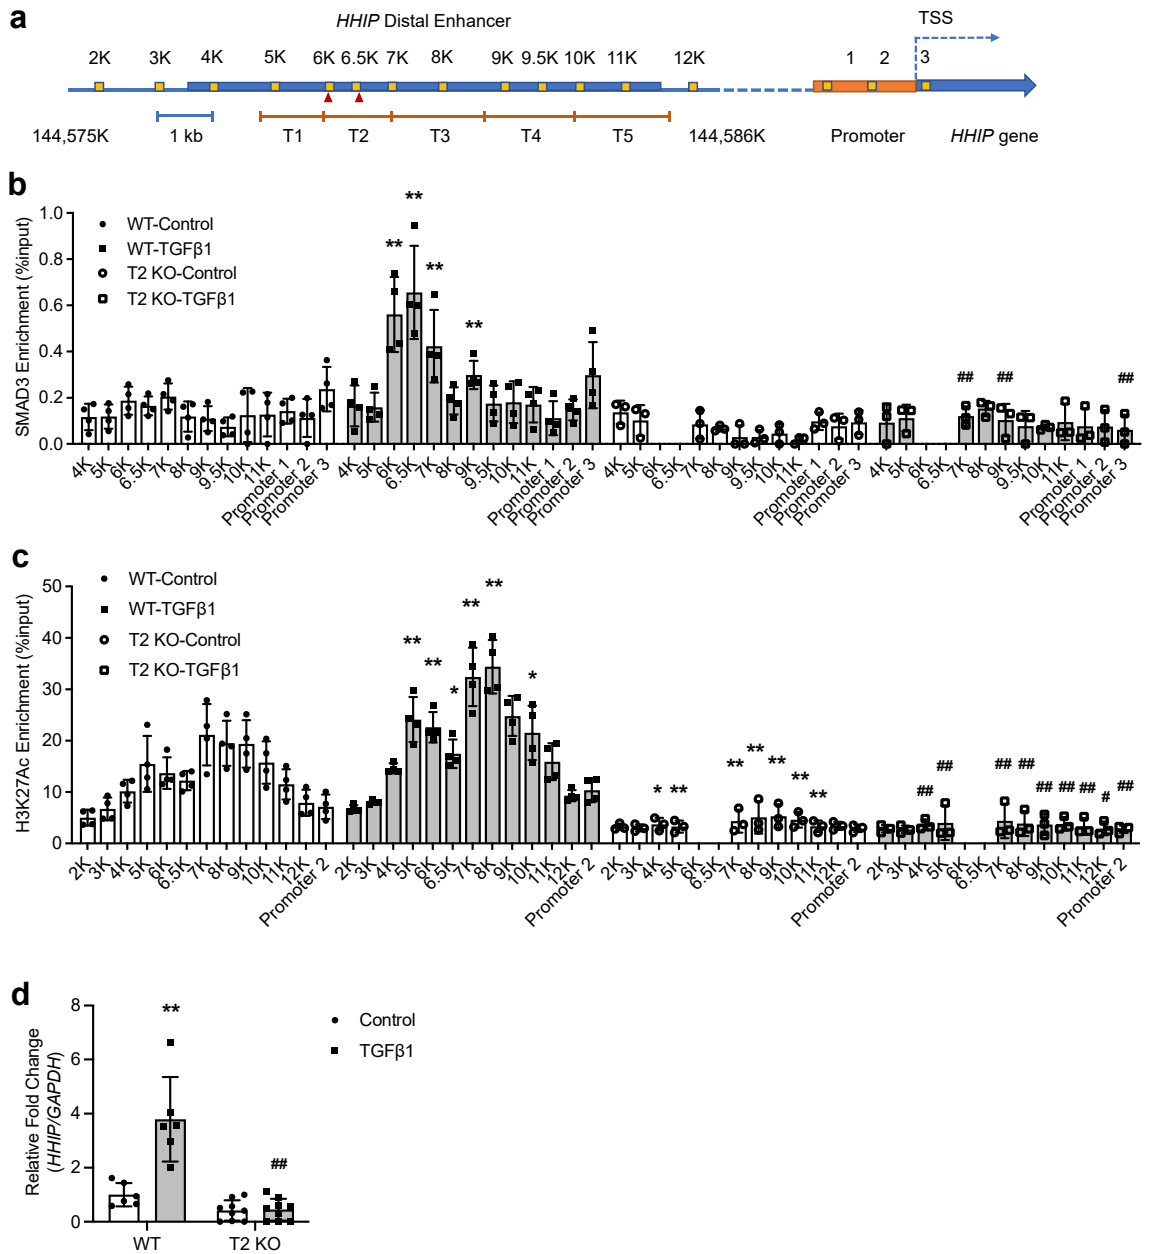 a
HHIP Distal Enhancer
TSS
2K 3K 4K 5K 6K 6.5K 7K 8K 9K 9.5K 10K 11K 12K 1 2 3
144,575K 1 kb T1 T2 T3 T4 T5 144,586K Promoter HHIP gene
b
SMAD3 Enrichment (%input)
1.0
0.8
0.6
0.4
0.2
0.0
WT-Control
WT-TGFβ1
T2 KO-Control
T2 KO-TGFβ1
** ** ** ** ## ## ##
4K 5K 6K 6.5K 7K 8K 9K 9.5K 10K 11K Promoter 1 Promoter 2 Promoter 3
4K 5K 6K 6.5K 7K 8K 9K 9.5K 10K 11K Promoter 1 Promoter 2 Promoter 3
4K 5K 6K 6.5K 7K 8K 9K 9.5K 10K 11K Promoter 1 Promoter 2 Promoter 3
4K 5K 6K 6.5K 7K 8K 9K 9.5K 10K 11K Promoter 1 Promoter 2 Promoter 3
c
H3K27Ac Enrichment (%input)
50
40
30
20
10
0
WT-Control
WT-TGFβ1
T2 KO-Control
T2 KO-TGFβ1
** ** * ** ** * * ** ** ** ** ** ** ## ## ## ## ## ## ## # ##
2K 3K 4K 5K 6K 6.5K 7K 8K 9K 10K 11K 12K Promoter 2
2K 3K 4K 5K 6K 6.5K 7K 8K 9K 10K 11K 12K Promoter 2
2K 3K 4K 5K 6K 6.5K 7K 8K 9K 10K 11K 12K Promoter 2
2K 3K 4K 5K 6K 6.5K 7K 8K 9K 10K 11K 12K Promoter 2
d
Relative Fold Change
(HHIP/GAPDH)
8
6
4
2
0
** ##
Control
TGFβ1
WT T2 KO